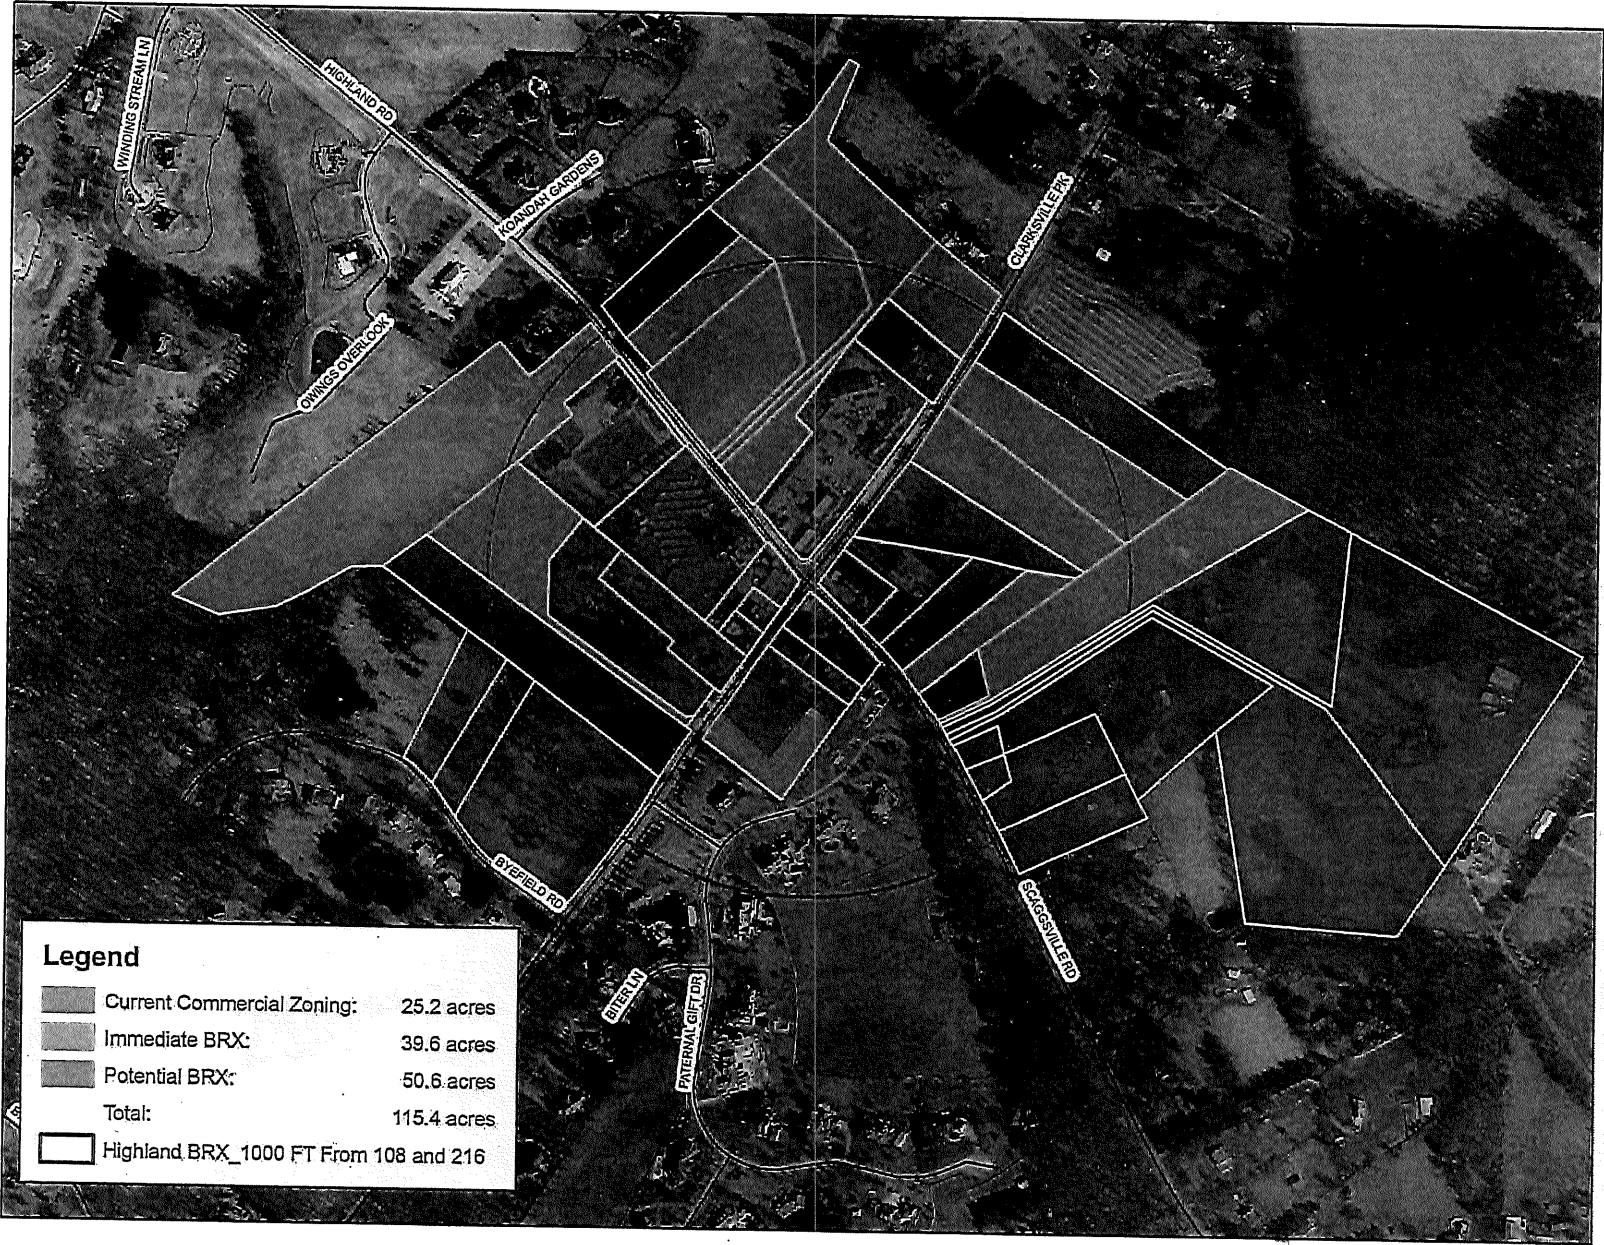 WINDING STREAM LN
HIGHLAND RD
KOANDAH GARDENS
CLARKSVILLE PK
OWINGS OVERLOOK
BYEFIELD RD
SCAGGSVILLE RD
BITER LN
PATERNAL GIFT DR
Legend
Current Commercial Zoning: 25.2 acres
Immediate BRX: 39.6 acres
Potential BRX: 50.6 acres
Total: 115.4 acres
Highland BRX_1000 FT From 108 and 216